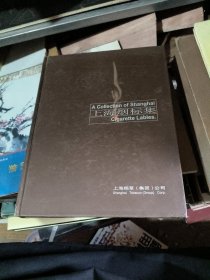 A Collection of Shanghai
上海烟标集
Cigarette Lables
上海烟草（集团）公司
Shanghai Tobacco (Group) Corp.